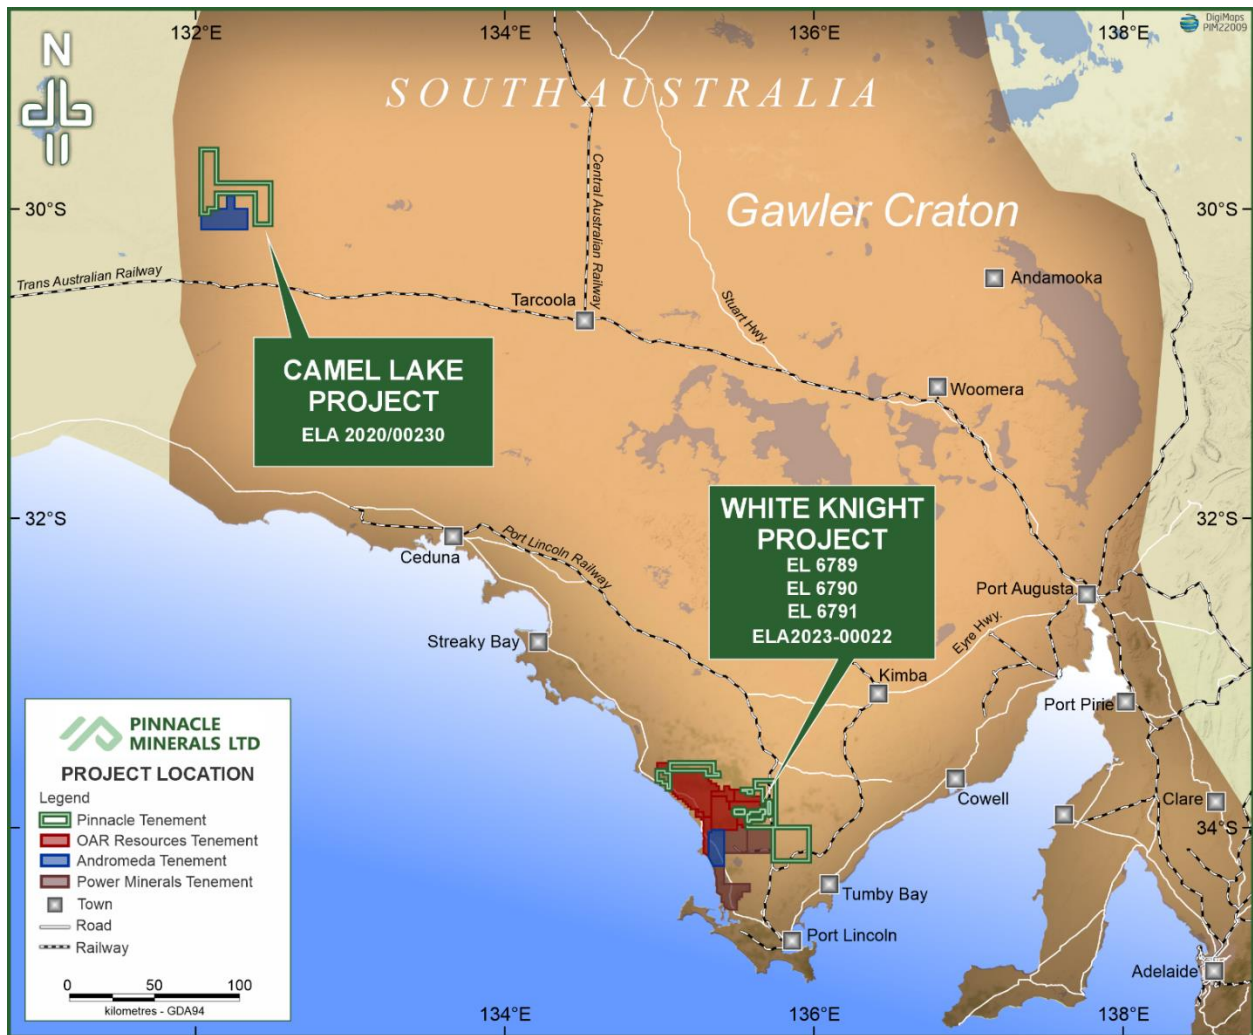 132°E
134°E
136°E
138°E
DigiMaps
PIM22009
N
SOUTH AUSTRALIA
Gawler Craton
30°S
30°S
Trans Australian Railway
Central Australian Railway
Stuart Hwy.
Tarcoola
Andamooka
Woomera
CAMEL LAKE
PROJECT
ELA 2020/00230
32°S
32°S
Ceduna
Port Lincoln Railway
WHITE KNIGHT
PROJECT
EL 6789
EL 6790
EL 6791
ELA2023-00022
Port Augusta
Streaky Bay
Eyre Hwy.
Kimba
Port Pirie
Cowell
Clare
34°S
Tumby Bay
Port Lincoln
Adelaide
PINNACLE
MINERALS LTD
PROJECT LOCATION
Legend
Pinnacle Tenement
OAR Resources Tenement
Andromeda Tenement
Power Minerals Tenement
Town
Road
Railway
0 50 100
kilometres - GDA94
134°E
136°E
138°E